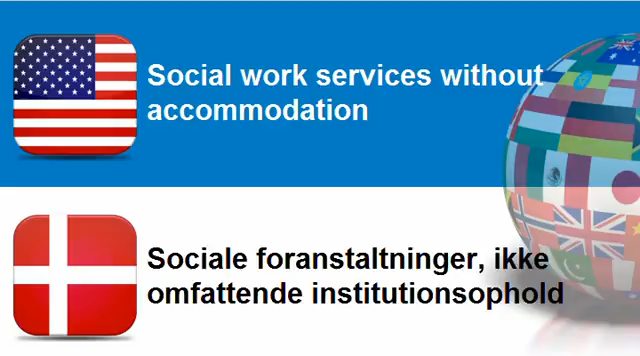 Social work services without
accommodation
Sociale foranstaltninger, ikke
omfattende institutionsophold